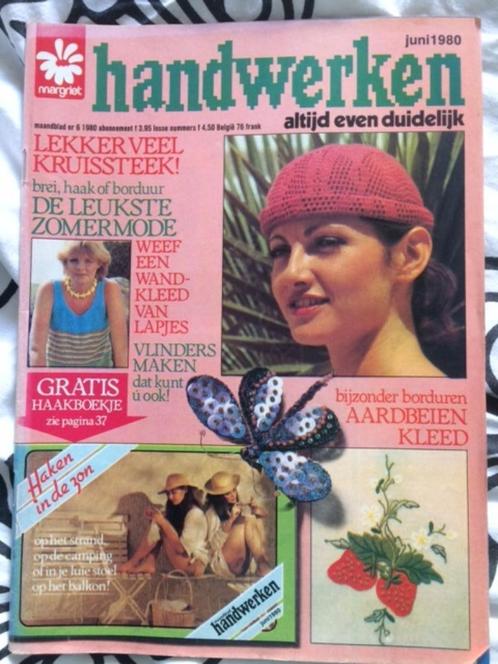 margriet
juni 1980
handwerken
altijd even duidelijk
maandblad nr 6 1980 abonnement f 3,95 losse nummers f 4,50 België 76 frank
LEKKER VEEL
KRUISSTEEK!
brei, haak of borduur
DE LEUKSTE
ZOMERMODE
WEEF
EEN
WAND-
KLEED
VAN
LAPJES
VLINDERS
MAKEN
dat kunt
ú ook!
GRATIS
HAAKBOEKJE
zie pagina 37
bijzonder borduren
AARDBEIEN
KLEED
Haken
in de zon
op het strand
op de camping
of in je luie stoel
op het balkon!
handwerken
juni 1980